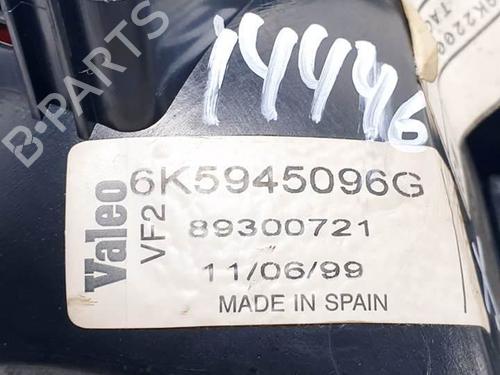 14446
B-PARTS
Valeo
VF2
6K5945096G
89300721
11/06/99
MADE IN SPAIN